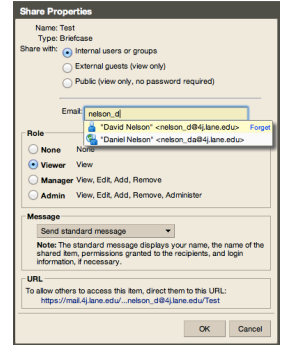 Share Properties
Name: Test
Type: Briefcase
Share with: Internal users or groups
External guests (view only)
Public (view only, no password required)
Email: nelson_d
"David Nelson" <nelson_d@4j.lane.edu> Forget
"Daniel Nelson" <nelson_da@4j.lane.edu>
Role
None None
Viewer View
Manager View, Edit, Add, Remove
Admin View, Edit, Add, Remove, Administer
Message
Send standard message
Note: The standard message displays your name, the name of the
shared item, permissions granted to the recipients, and login
information, if necessary.
URL
To allow others to access this item, direct them to this URL:
https://mail.4j.lane.edu/...nelson_d@4j.lane.edu/Test
OK Cancel